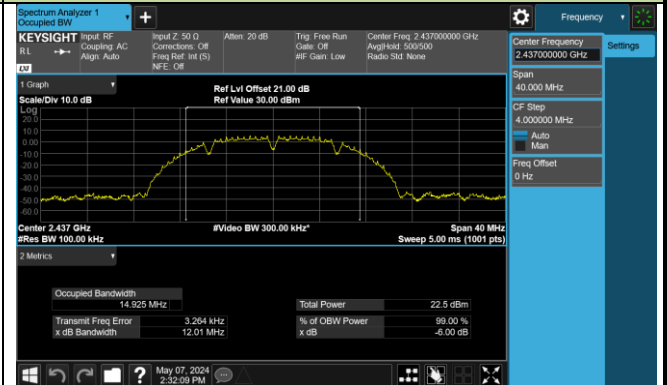 Spectrum Analyzer 1
Occupied BW
Frequency
KEYSIGHT
RL
Input: RF
Coupling: AC
Align: Auto
Input Z: 50 Ω
Corrections: Off
Freq Ref: Int (S)
NFE: Off
Atten: 20 dB
Trig: Free Run
Gate: Off
#IF Gain: Low
Center Freq: 2.437000000 GHz
Avg|Hold: 500/500
Radio Std: None
Center Frequency
2.437000000 GHz
Settings
Span
40.000 MHz
CF Step
4.000000 MHz
Auto
Man
Freq Offset
0 Hz
1 Graph
Scale/Div 10.0 dB
Ref Lvl Offset 21.00 dB
Ref Value 30.00 dBm
Log
20.0
10.0
0.00
-10.0
-20.0
-30.0
-40.0
-50.0
-60.0
Center 2.437 GHz
#Res BW 100.00 kHz
#Video BW 300.00 kHz*
Span 40 MHz
Sweep 5.00 ms (1001 pts)
2 Metrics
Occupied Bandwidth
14.925 MHz
Total Power 22.5 dBm
Transmit Freq Error 3.264 kHz
% of OBW Power 99.00 %
x dB Bandwidth 12.01 MHz
x dB -6.00 dB
?
May 07, 2024
2:32:09 PM